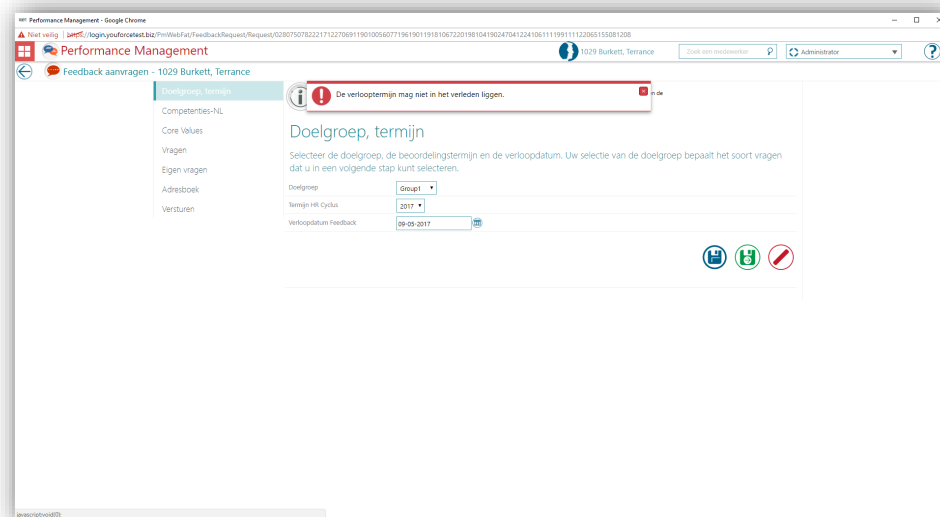 Performance Management - Google Chrome
Niet veilig | https://login.youforcetest.biz/PmWebFat/FeedbackRequest/Request/
Performance Management
1029 Burkett, Terrance
Zoek een medewerker
Administrator
?
Feedback aanvragen - 1029 Burkett, Terrance
Doelgroep, termijn
Competenties-NL
Core Values
Vragen
Eigen vragen
Adresboek
Versturen
De verlooptermijn mag niet in het verleden liggen.
n de
Doelgroep, termijn
Selecteer de doelgroep, de beoordelingstermijn en de verloopdatum. Uw selectie van de doelgroep bepaalt het soort vragen
dat u in een volgende stap kunt selecteren.
Doelgroep
Group1
Termijn HR Cyclus
2017
Verloopdatum Feedback
09-05-2017
javascript:void(0);